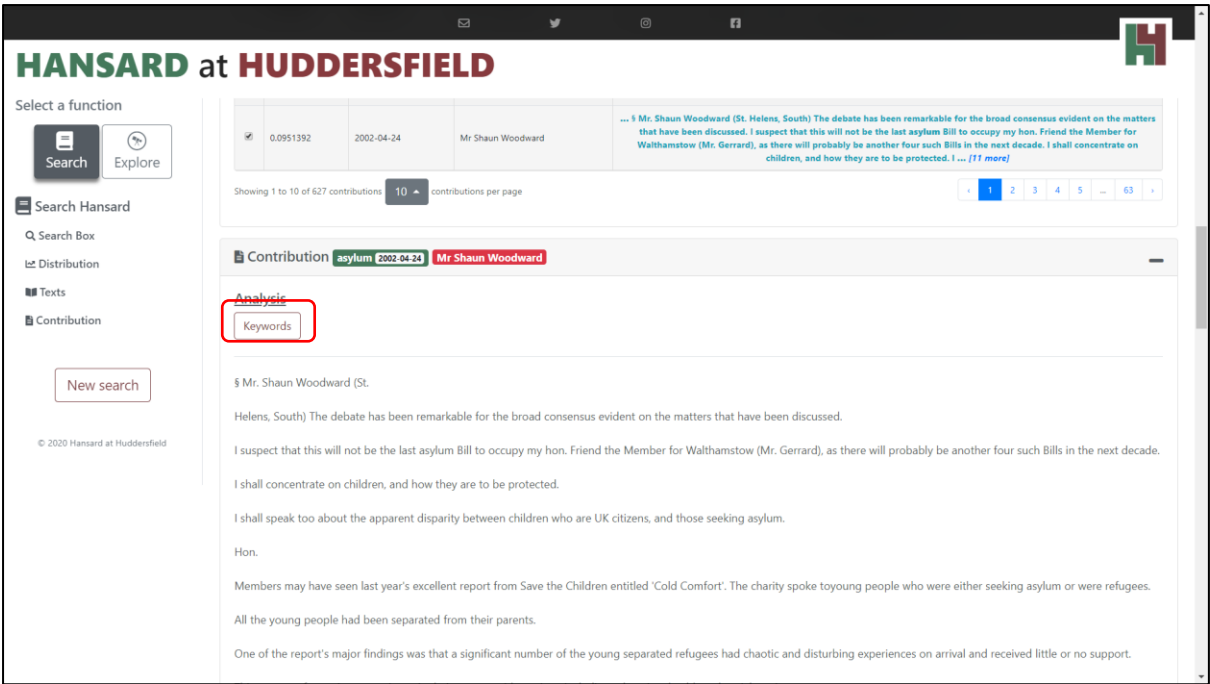 HANSARD at HUDDERSFIELD
Select a function
Search
Explore
Search Hansard
Search Box
Distribution
Texts
Contribution
New search
© 2020 Hansard at Huddersfield
0.0951392
2002-04-24
Mr Shaun Woodward
... § Mr. Shaun Woodward (St. Helens, South) The debate has been remarkable for the broad consensus evident on the matters
that have been discussed. I suspect that this will not be the last asylum Bill to occupy my hon. Friend the Member for
Walthamstow (Mr. Gerrard), as there will probably be another four such Bills in the next decade. I shall concentrate on
children, and how they are to be protected. I ... [11 more]
Showing 1 to 10 of 627 contributions 10 contributions per page
‹ 1 2 3 4 5 ... 63 ›
Contribution asylum 2002-04-24 Mr Shaun Woodward
Analysis
Keywords
§ Mr. Shaun Woodward (St.
Helens, South) The debate has been remarkable for the broad consensus evident on the matters that have been discussed.
I suspect that this will not be the last asylum Bill to occupy my hon. Friend the Member for Walthamstow (Mr. Gerrard), as there will probably be another four such Bills in the next decade.
I shall concentrate on children, and how they are to be protected.
I shall speak too about the apparent disparity between children who are UK citizens, and those seeking asylum.
Hon.
Members may have seen last year's excellent report from Save the Children entitled 'Cold Comfort'. The charity spoke toyoung people who were either seeking asylum or were refugees.
All the young people had been separated from their parents.
One of the report's major findings was that a significant number of the young separated refugees had chaotic and disturbing experiences on arrival and received little or no support.